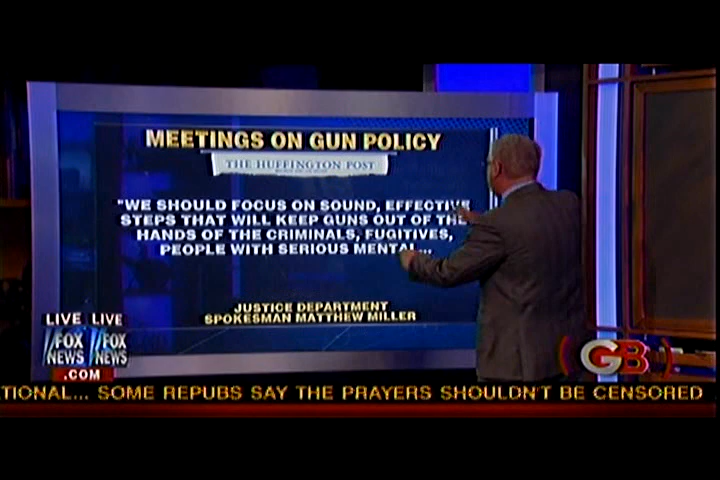 MEETINGS ON GUN POLICY
THE HUFFINGTON POST
"WE SHOULD FOCUS ON SOUND, EFFECTIVE
STEPS THAT WILL KEEP GUNS OUT OF THE
HANDS OF THE CRIMINALS, FUGITIVES,
PEOPLE WITH SERIOUS MENTAL...
JUSTICE DEPARTMENT
SPOKESMAN MATTHEW MILLER
LIVE LIVE
FOX FOX
NEWS NEWS
.COM
GB
TIONAL... SOME REPUBS SAY THE PRAYERS SHOULDN'T BE CENSORED